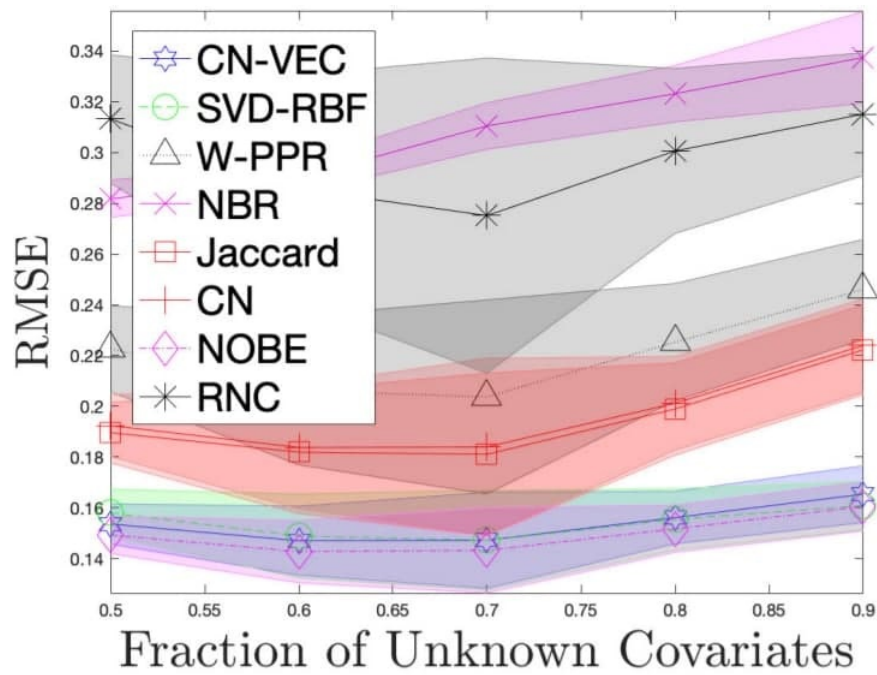 CN-VEC
SVD-RBF
W-PPR
NBR
Jaccard
CN
NOBE
RNC
RMSE
0.34
0.32
0.3
0.28
0.26
0.24
0.22
0.2
0.18
0.16
0.14
0.5
0.55
0.6
0.65
0.7
0.75
0.8
0.85
0.9
Fraction of Unknown Covariates